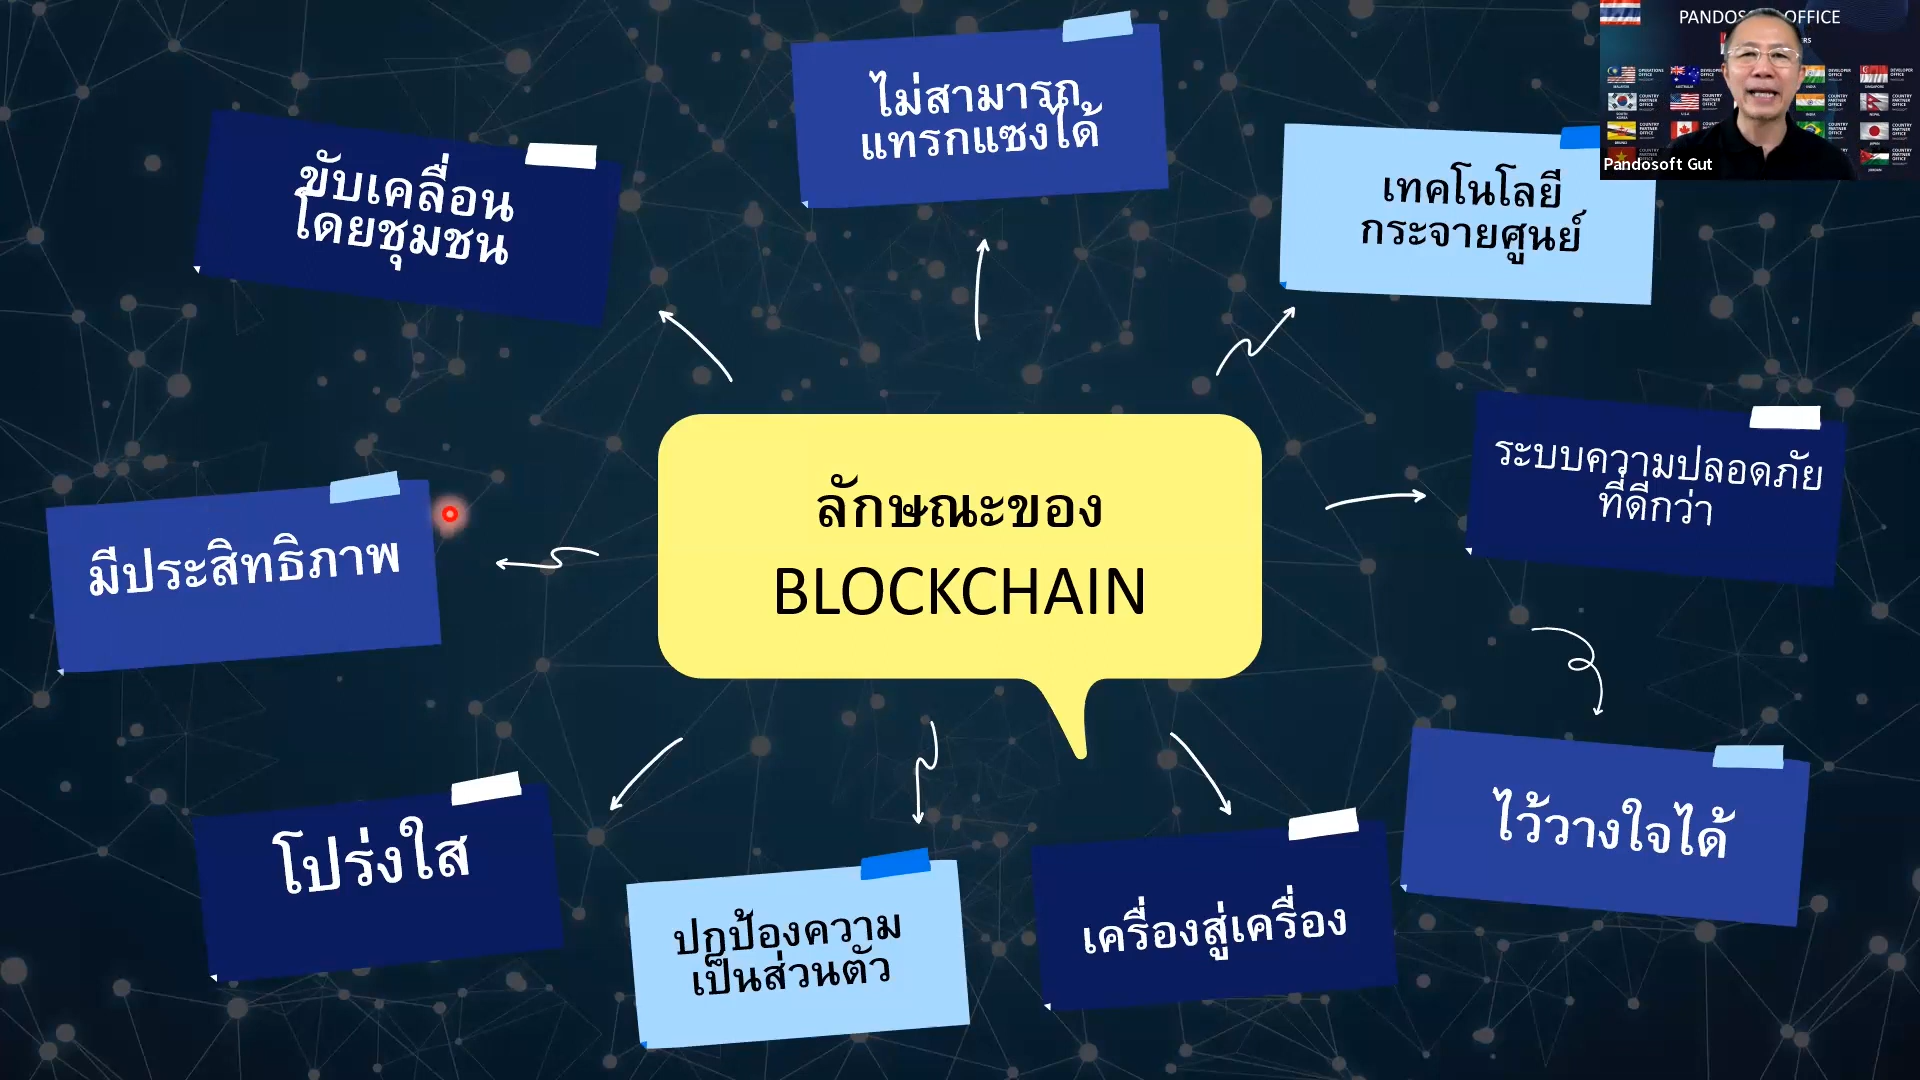 PANDOSOFT OFFICE
Pandosoft Gut
ไม่สามารถ
แทรกแซงได้
ขับเคลื่อน
โดยชุมชน
เทคโนโลยี
กระจายศูนย์
ระบบความปลอดภัย
ที่ดีกว่า
ลักษณะของ
BLOCKCHAIN
มีประสิทธิภาพ
ไว้วางใจได้
โปร่งใส
ปกป้องความ
เป็นส่วนตัว
เครื่องสู่เครื่อง